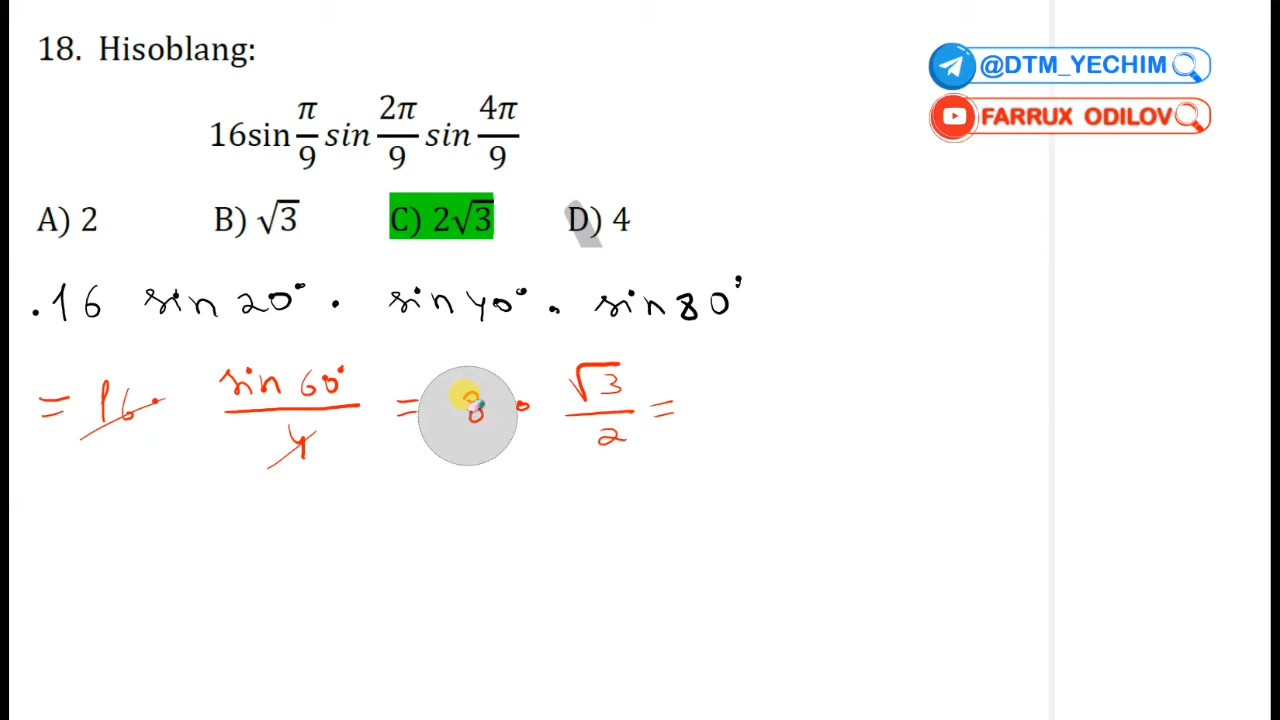 18. Hisoblang:
16sin π/9 sin 2π/9 sin 4π/9
A) 2 B) √3 C) 2√3 D) 4
.16 sin 20° · sin 40° · sin 80°
= 16 · sin 60°/4 = 8 · √3/2 =
@DTM_YECHIM
FARRUX ODILOV